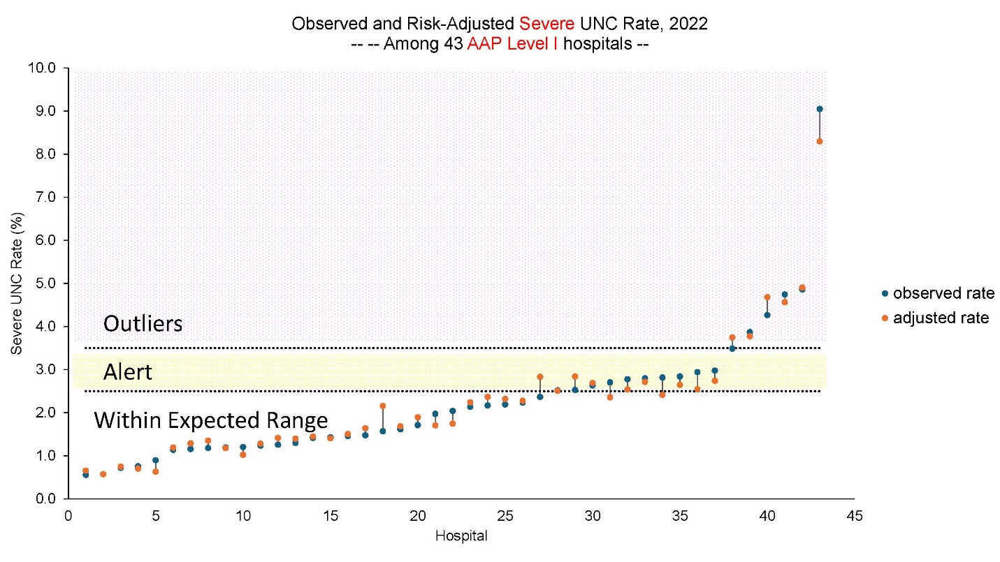 Observed and Risk-Adjusted Severe UNC Rate, 2022
-- -- Among 43 AAP Level I hospitals --
10.0
9.0
8.0
7.0
6.0
5.0
4.0
3.0
2.0
1.0
0.0
Severe UNC Rate (%)
Outliers
Alert
Within Expected Range
observed rate
adjusted rate
0 5 10 15 20 25 30 35 40 45
Hospital